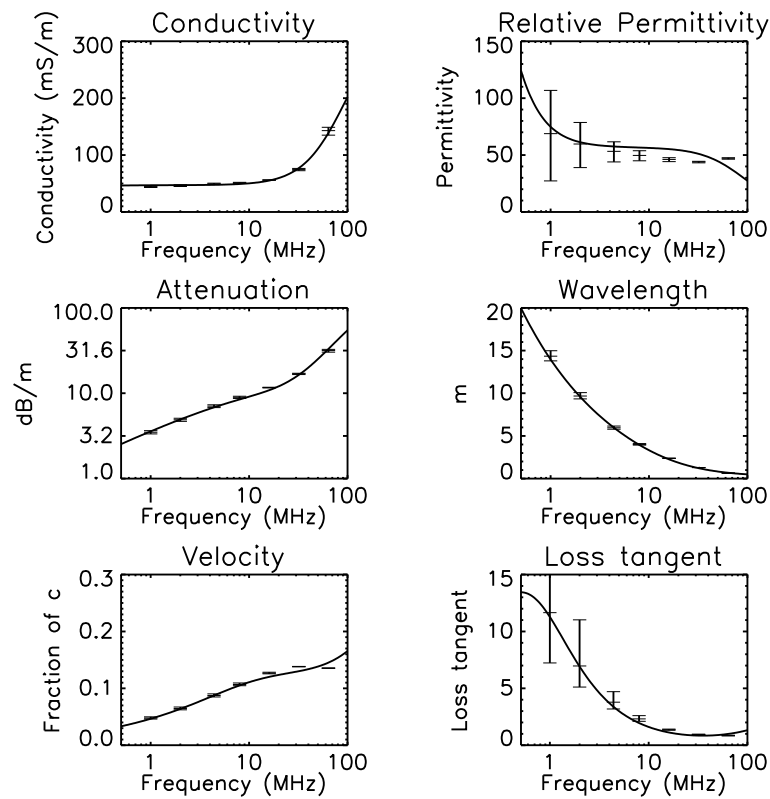 Conductivity
Conductivity (mS/m)
300
200
100
0
1 10 100
Frequency (MHz)
Relative Permittivity
Permittivity
150
100
50
0
1 10 100
Frequency (MHz)
Attenuation
dB/m
100.0
31.6
10.0
3.2
1.0
1 10 100
Frequency (MHz)
Wavelength
m
20
15
10
5
0
1 10 100
Frequency (MHz)
Velocity
Fraction of c
0.3
0.2
0.1
0.0
1 10 100
Frequency (MHz)
Loss tangent
Loss tangent
15
10
5
0
1 10 100
Frequency (MHz)